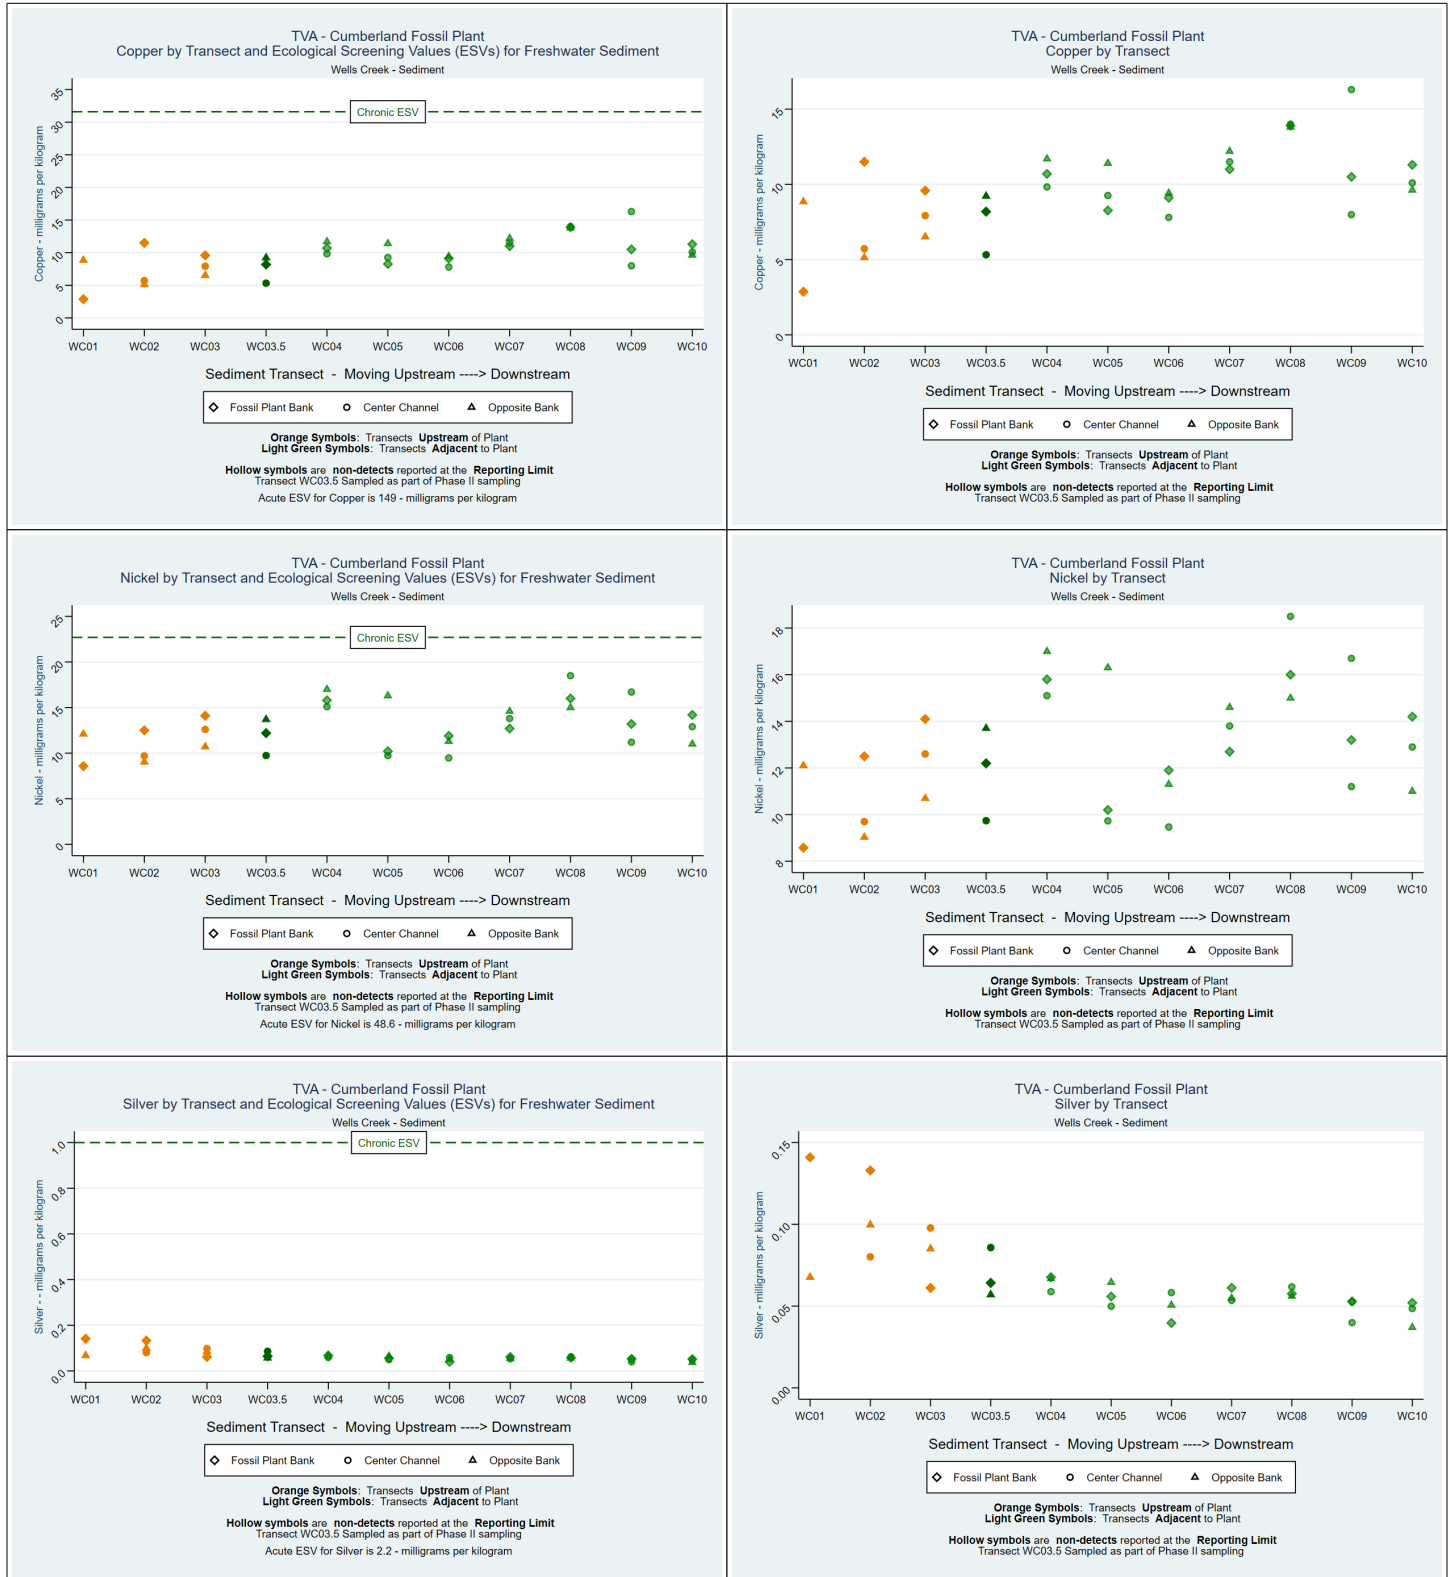 TVA - Cumberland Fossil Plant
Copper by Transect and Ecological Screening Values (ESVs) for Freshwater Sediment
Wells Creek - Sediment
Copper - milligrams per kilogram
35
30
25
20
15
10
5
0
Chronic ESV
WC01 WC02 WC03 WC03.5 WC04 WC05 WC06 WC07 WC08 WC09 WC10
Sediment Transect - Moving Upstream ----> Downstream
Fossil Plant Bank Center Channel Opposite Bank
Orange Symbols: Transects Upstream of Plant
Light Green Symbols: Transects Adjacent to Plant
Hollow symbols are non-detects reported at the Reporting Limit
Transect WC03.5 Sampled as part of Phase II sampling
Acute ESV for Copper is 149 - milligrams per kilogram
TVA - Cumberland Fossil Plant
Copper by Transect
Wells Creek - Sediment
Copper - milligrams per kilogram
15
10
5
0
WC01 WC02 WC03 WC03.5 WC04 WC05 WC06 WC07 WC08 WC09 WC10
Sediment Transect - Moving Upstream ----> Downstream
Fossil Plant Bank Center Channel Opposite Bank
Orange Symbols: Transects Upstream of Plant
Light Green Symbols: Transects Adjacent to Plant
Hollow symbols are non-detects reported at the Reporting Limit
Transect WC03.5 Sampled as part of Phase II sampling
TVA - Cumberland Fossil Plant
Nickel by Transect and Ecological Screening Values (ESVs) for Freshwater Sediment
Wells Creek - Sediment
Nickel - milligrams per kilogram
25
20
15
10
5
0
Chronic ESV
WC01 WC02 WC03 WC03.5 WC04 WC05 WC06 WC07 WC08 WC09 WC10
Sediment Transect - Moving Upstream ----> Downstream
Fossil Plant Bank Center Channel Opposite Bank
Orange Symbols: Transects Upstream of Plant
Light Green Symbols: Transects Adjacent to Plant
Hollow symbols are non-detects reported at the Reporting Limit
Transect WC03.5 Sampled as part of Phase II sampling
Acute ESV for Nickel is 48.6 - milligrams per kilogram
TVA - Cumberland Fossil Plant
Nickel by Transect
Wells Creek - Sediment
Nickel - milligrams per kilogram
18
16
14
12
10
8
WC01 WC02 WC03 WC03.5 WC04 WC05 WC06 WC07 WC08 WC09 WC10
Sediment Transect - Moving Upstream ----> Downstream
Fossil Plant Bank Center Channel Opposite Bank
Orange Symbols: Transects Upstream of Plant
Light Green Symbols: Transects Adjacent to Plant
Hollow symbols are non-detects reported at the Reporting Limit
Transect WC03.5 Sampled as part of Phase II sampling
TVA - Cumberland Fossil Plant
Silver by Transect and Ecological Screening Values (ESVs) for Freshwater Sediment
Wells Creek - Sediment
Silver - - milligrams per kilogram
1.0
0.8
0.6
0.4
0.2
0.0
Chronic ESV
WC01 WC02 WC03 WC03.5 WC04 WC05 WC06 WC07 WC08 WC09 WC10
Sediment Transect - Moving Upstream ----> Downstream
Fossil Plant Bank Center Channel Opposite Bank
Orange Symbols: Transects Upstream of Plant
Light Green Symbols: Transects Adjacent to Plant
Hollow symbols are non-detects reported at the Reporting Limit
Transect WC03.5 Sampled as part of Phase II sampling
Acute ESV for Silver is 2.2 - milligrams per kilogram
TVA - Cumberland Fossil Plant
Silver by Transect
Wells Creek - Sediment
Silver - milligrams per kilogram
0.15
0.10
0.05
0.00
WC01 WC02 WC03 WC03.5 WC04 WC05 WC06 WC07 WC08 WC09 WC10
Sediment Transect - Moving Upstream ----> Downstream
Fossil Plant Bank Center Channel Opposite Bank
Orange Symbols: Transects Upstream of Plant
Light Green Symbols: Transects Adjacent to Plant
Hollow symbols are non-detects reported at the Reporting Limit
Transect WC03.5 Sampled as part of Phase II sampling